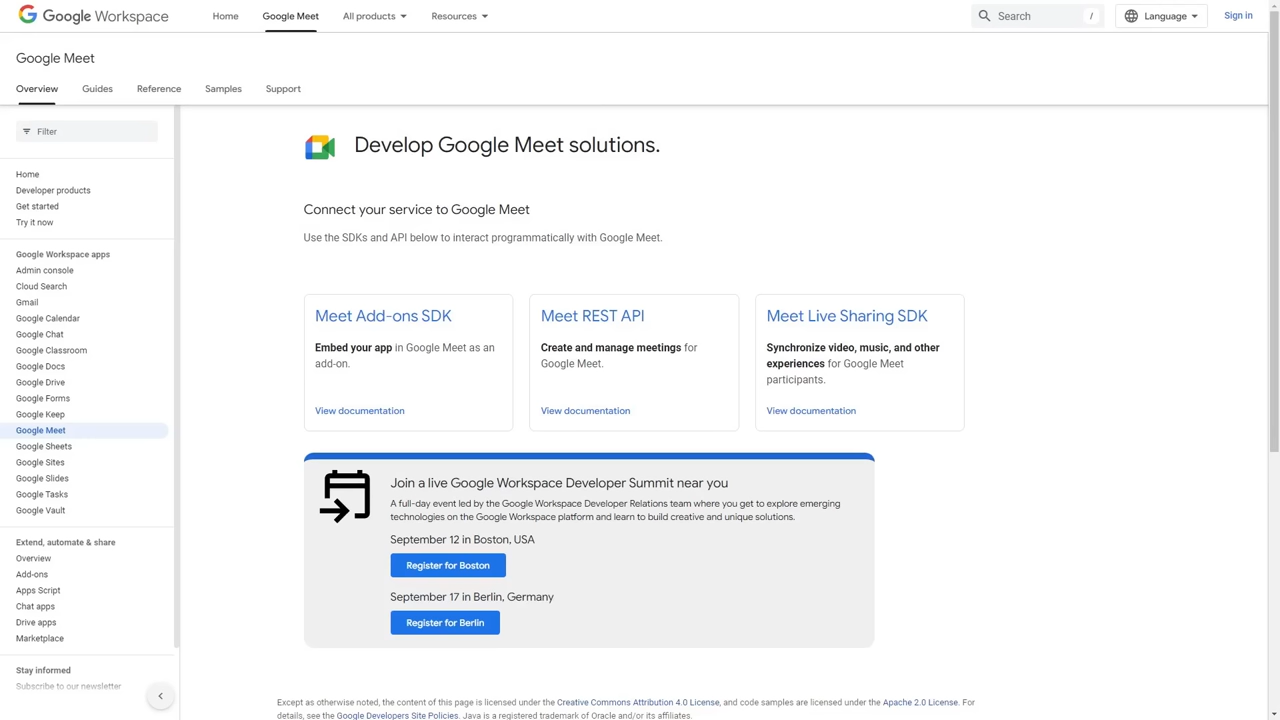 Google Workspace
Home
Google Meet
All products
Resources
Search
/
Language
Sign in
Google Meet
Overview
Guides
Reference
Samples
Support
Filter
Home
Developer products
Get started
Try it now
Google Workspace apps
Admin console
Cloud Search
Gmail
Google Calendar
Google Chat
Google Classroom
Google Docs
Google Drive
Google Forms
Google Keep
Google Meet
Google Sheets
Google Sites
Google Slides
Google Tasks
Google Vault
Extend, automate & share
Overview
Add-ons
Apps Script
Chat apps
Drive apps
Marketplace
Stay informed
Subscribe to our newsletter
Develop Google Meet solutions.
Connect your service to Google Meet
Use the SDKs and API below to interact programmatically with Google Meet.
Meet Add-ons SDK
Embed your app in Google Meet as an
add-on.
View documentation
Meet REST API
Create and manage meetings for
Google Meet.
View documentation
Meet Live Sharing SDK
Synchronize video, music, and other
experiences for Google Meet
participants.
View documentation
Join a live Google Workspace Developer Summit near you
A full-day event led by the Google Workspace Developer Relations team where you get to explore emerging
technologies on the Google Workspace platform and learn to build creative and unique solutions.
September 12 in Boston, USA
Register for Boston
September 17 in Berlin, Germany
Register for Berlin
Except as otherwise noted, the content of this page is licensed under the Creative Commons Attribution 4.0 License, and code samples are licensed under the Apache 2.0 License. For
details, see the Google Developers Site Policies. Java is a registered trademark of Oracle and/or its affiliates.